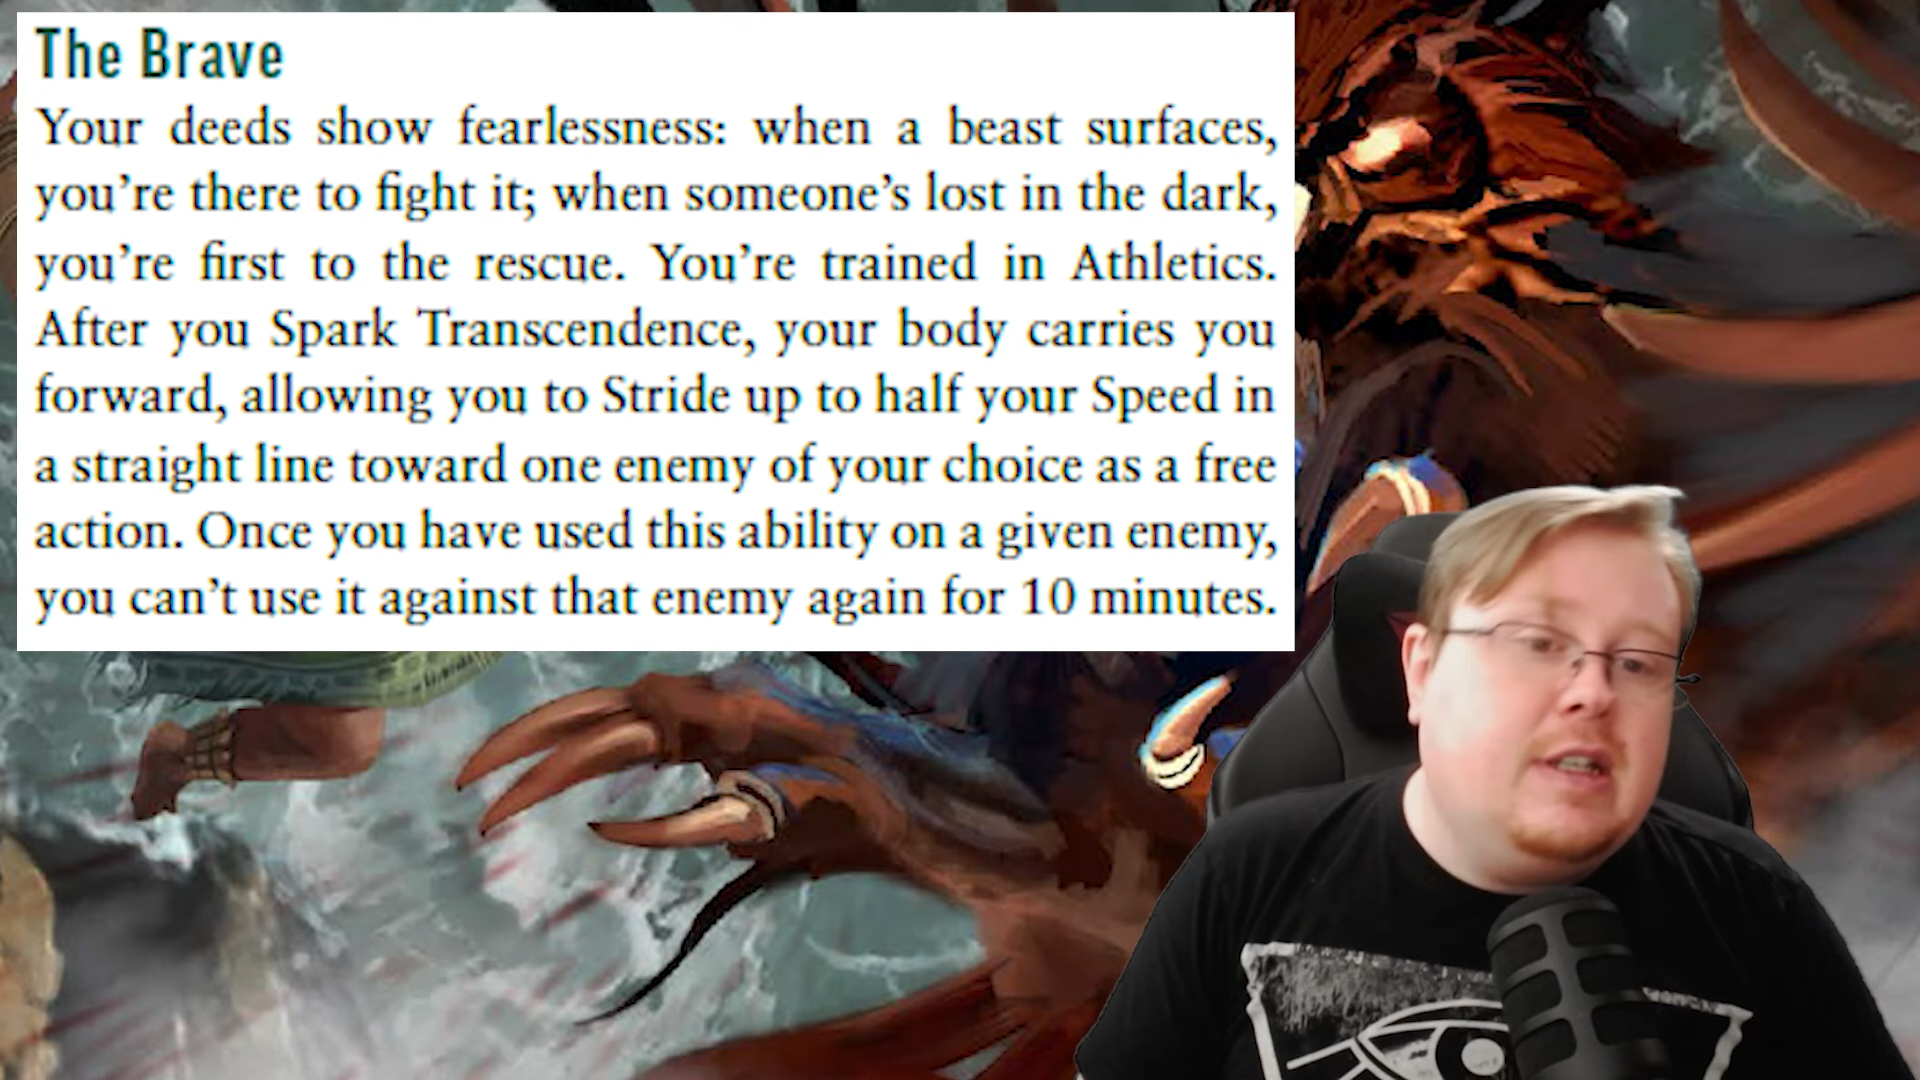 The Brave
Your deeds show fearlessness: when a beast surfaces,
you're there to fight it; when someone's lost in the dark,
you're first to the rescue. You're trained in Athletics.
After you Spark Transcendence, your body carries you
forward, allowing you to Stride up to half your Speed in
a straight line toward one enemy of your choice as a free
action. Once you have used this ability on a given enemy,
you can't use it against that enemy again for 10 minutes.